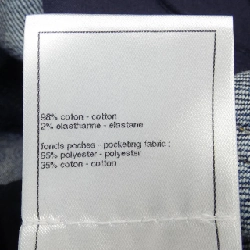 98% coton - cotton
2% élasthanne - elastane
fonds poches - pocketing fabric :
65% polyester - polyester
35% coton - cotton